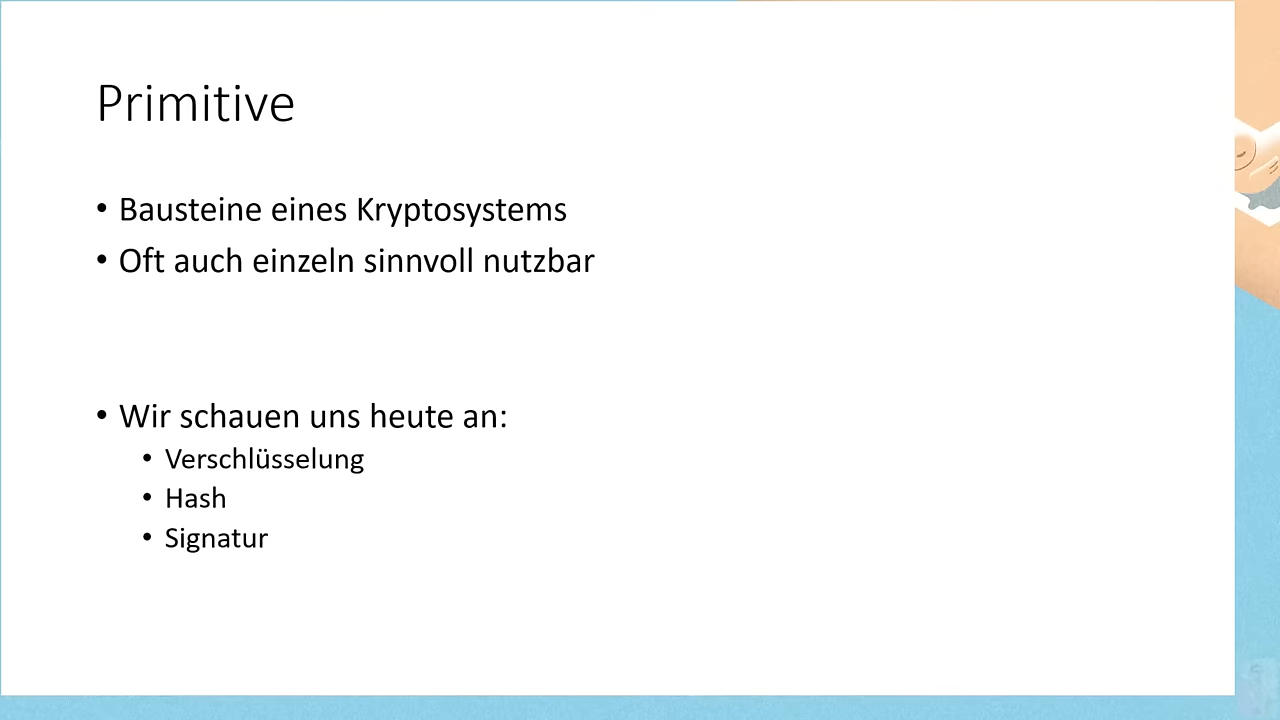 Primitive
• Bausteine eines Kryptosystems
• Oft auch einzeln sinnvoll nutzbar
• Wir schauen uns heute an:
• Verschlüsselung
• Hash
• Signatur